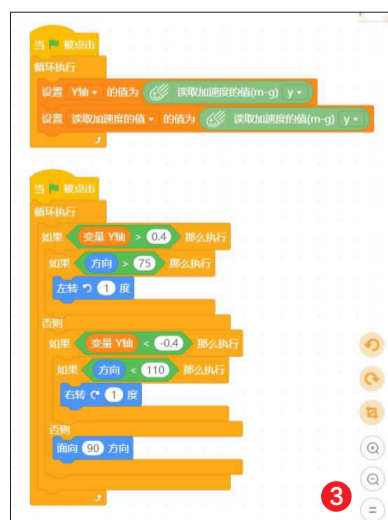 当 被点击
循环执行
设置 Y轴 的值为 读取加速度的值(m-g) y
设置 读取加速度的值 的值为 读取加速度的值(m-g) y
当 被点击
循环执行
如果 变量 Y轴 > 0.4 那么执行
如果 方向 > 75 那么执行
左转 1 度
否则
如果 变量 Y轴 < -0.4 那么执行
如果 方向 < 110 那么执行
右转 1 度
否则
面向 90 方向
3